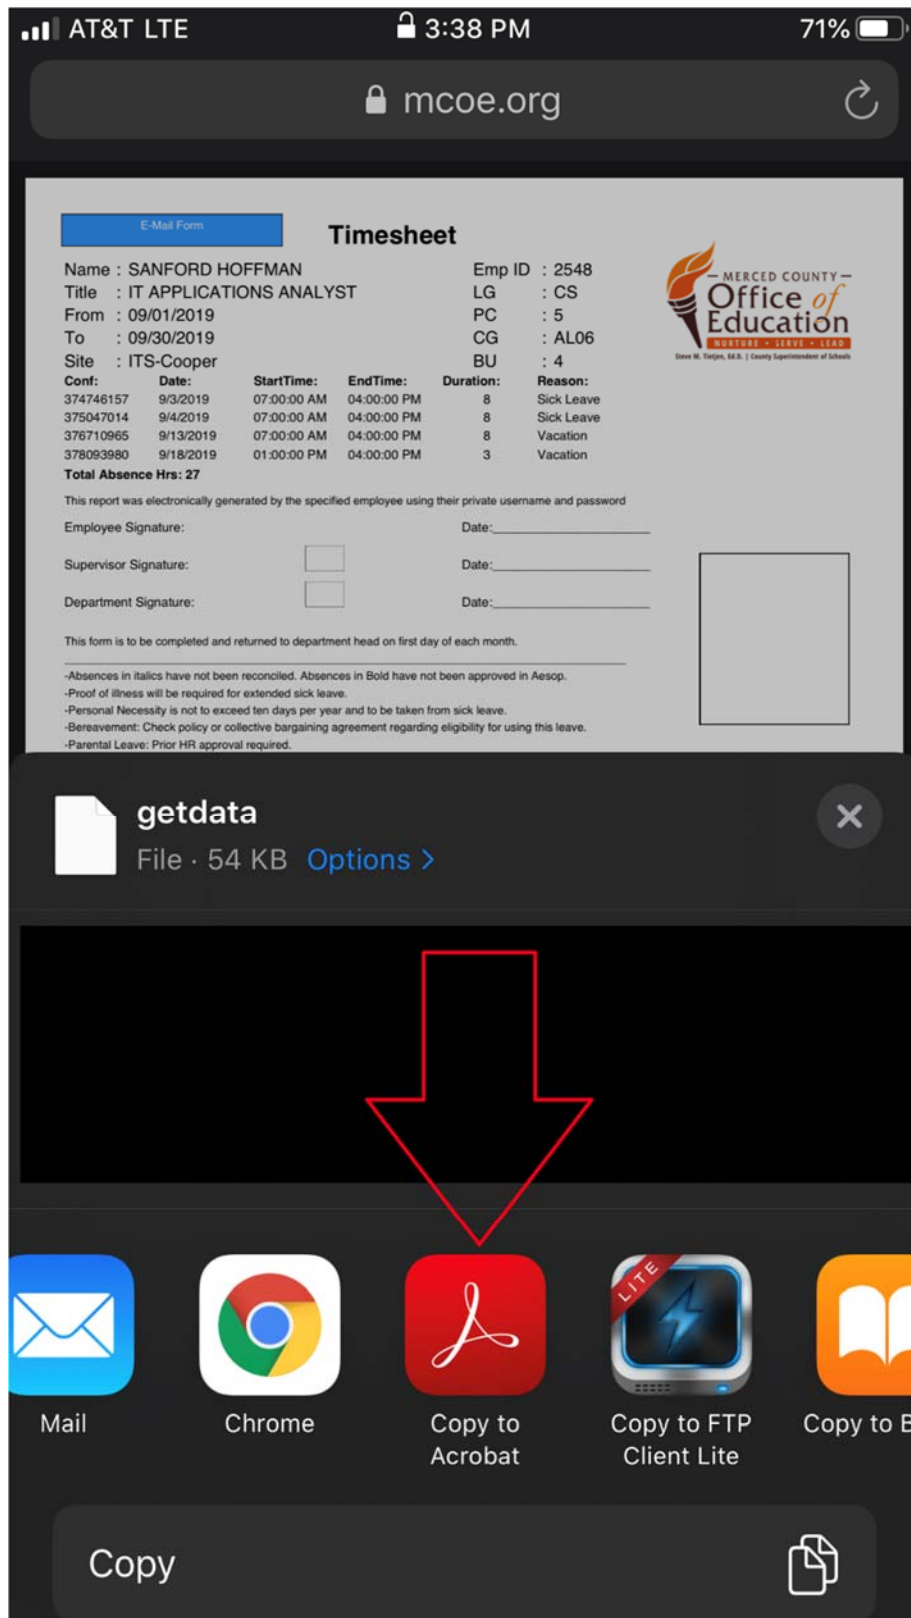 AT&T LTE 3:38 PM 71%
mcoe.org
E-Mail Form
Timesheet
Name : SANFORD HOFFMAN Emp ID : 2548
Title : IT APPLICATIONS ANALYST LG : CS
From : 09/01/2019 PC : 5
To : 09/30/2019 CG : AL06
Site : ITS-Cooper BU : 4
MERCED COUNTY
Office of
Education
NURTURE • SERVE • LEAD
Steve M. Tietjen, Ed.D. | County Superintendent of Schools
Conf: Date: StartTime: EndTime: Duration: Reason:
374746157 9/3/2019 07:00:00 AM 04:00:00 PM 8 Sick Leave
375047014 9/4/2019 07:00:00 AM 04:00:00 PM 8 Sick Leave
376710965 9/13/2019 07:00:00 AM 04:00:00 PM 8 Vacation
378093980 9/18/2019 01:00:00 PM 04:00:00 PM 3 Vacation
Total Absence Hrs: 27
This report was electronically generated by the specified employee using their private username and password
Employee Signature: Date:
Supervisor Signature: Date:
Department Signature: Date:
This form is to be completed and returned to department head on first day of each month.
-Absences in italics have not been reconciled. Absences in Bold have not been approved in Aesop.
-Proof of illness will be required for extended sick leave.
-Personal Necessity is not to exceed ten days per year and to be taken from sick leave.
-Bereavement: Check policy or collective bargaining agreement regarding eligibility for using this leave.
-Parental Leave: Prior HR approval required.
getdata
File · 54 KB Options >
LITE
Mail Chrome Copy to Copy to FTP Copy to B
Acrobat Client Lite
Copy